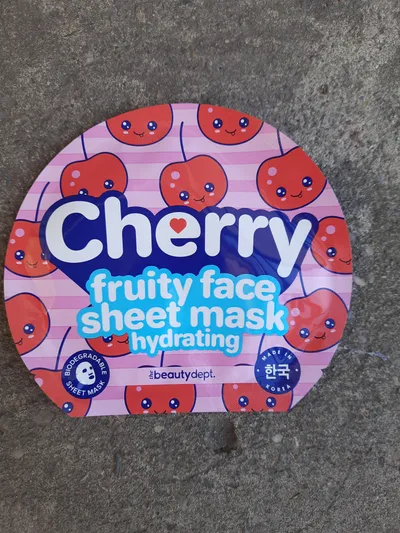 Cherry
fruity face
sheet mask
hydrating
the beautydept.
BIODEGRADABLE
SHEET MASK
MADE IN
한국
KOREA